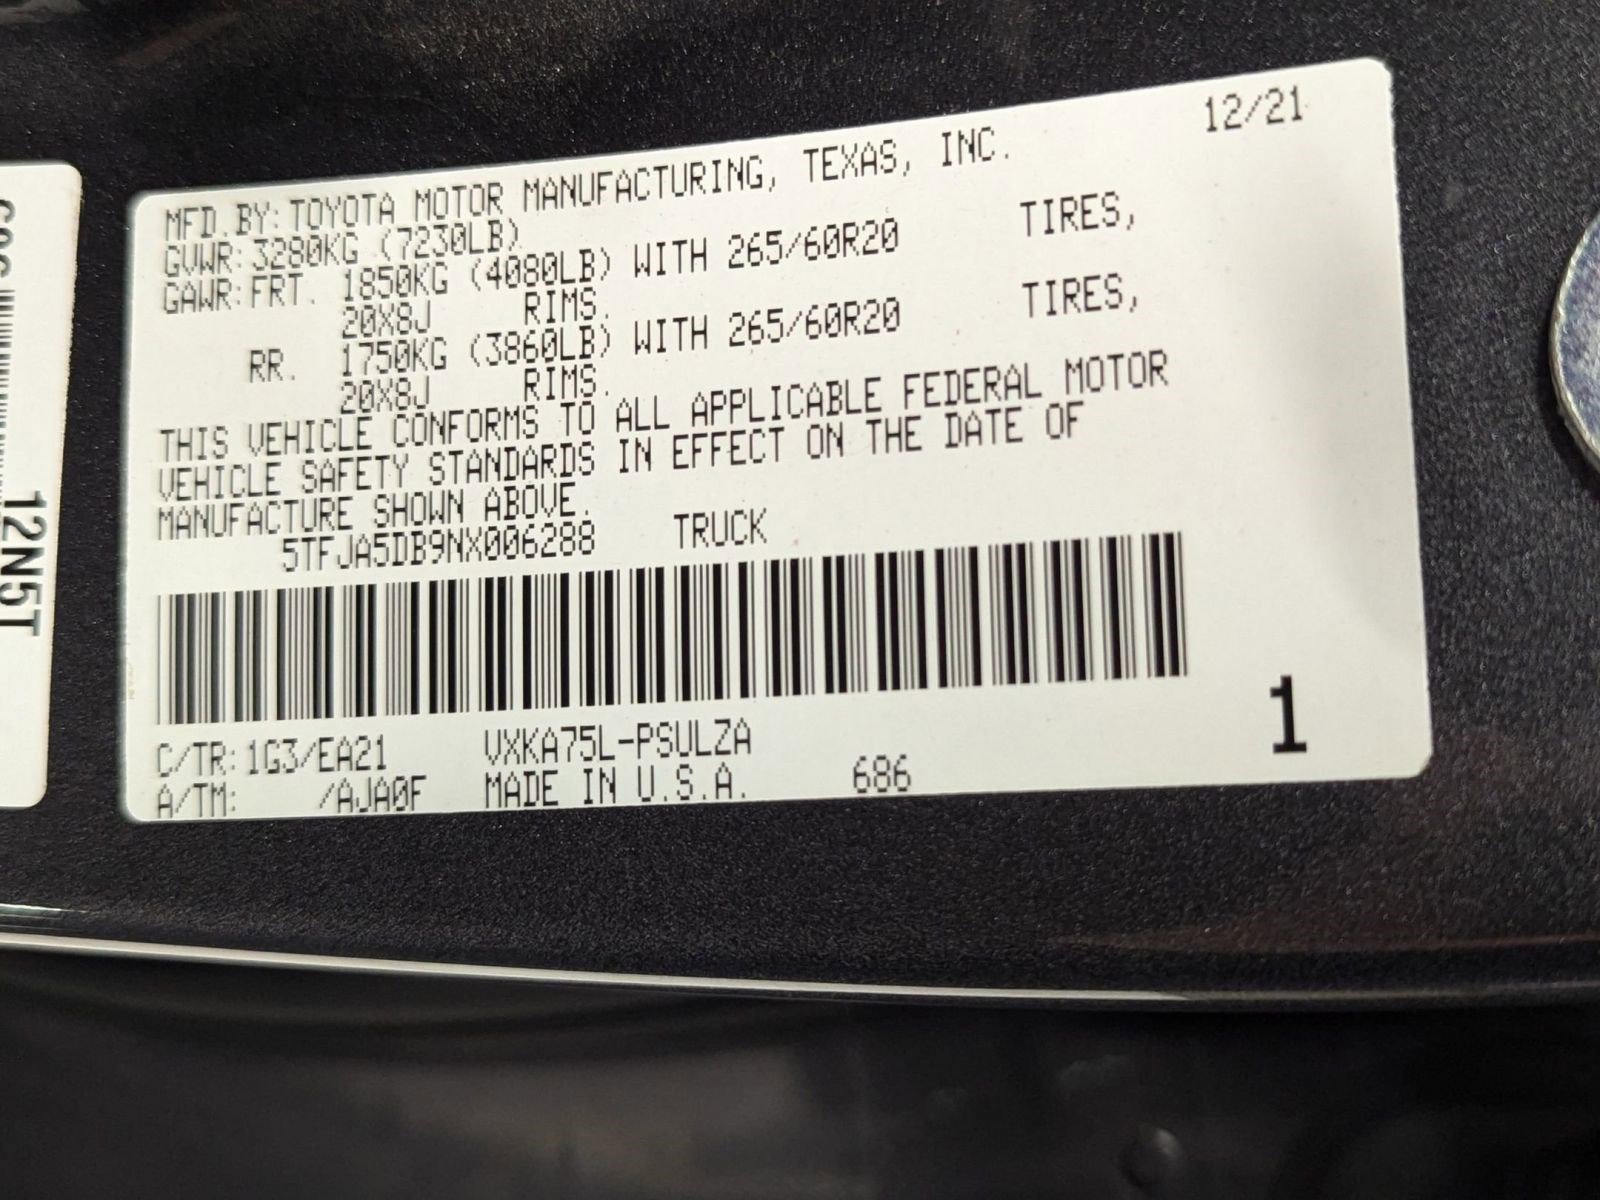 12/21
MFD.BY:TOYOTA MOTOR MANUFACTURING, TEXAS, INC.
GVWR:3280KG (7230LB)
GAWR:FRT. 1850KG (4080LB) WITH 265/60R20 TIRES,
20X8J RIMS.
RR. 1750KG (3860LB) WITH 265/60R20 TIRES,
20X8J RIMS.
THIS VEHICLE CONFORMS TO ALL APPLICABLE FEDERAL MOTOR
VEHICLE SAFETY STANDARDS IN EFFECT ON THE DATE OF
MANUFACTURE SHOWN ABOVE.
5TFJA5DB9NX006288 TRUCK
C/TR:1G3/EA21 VXKA75L-PSULZA
A/TM: /AJA0F MADE IN U.S.A. 686
1
12N5T